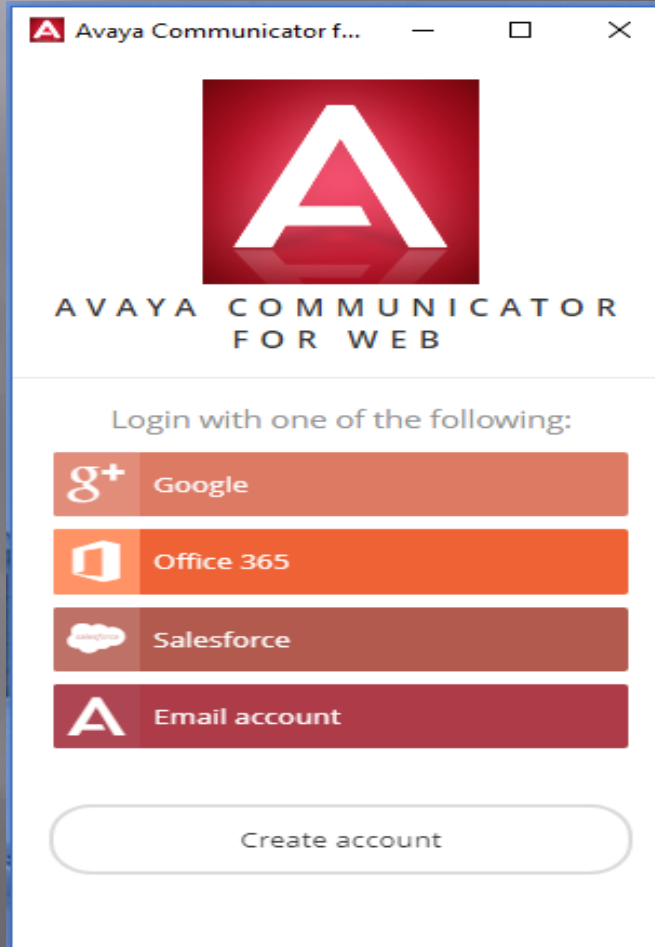 Avaya Communicator f...
AVAYA COMMUNICATOR
FOR WEB
Login with one of the following:
g+ Google
Office 365
salesforce Salesforce
Email account
Create account